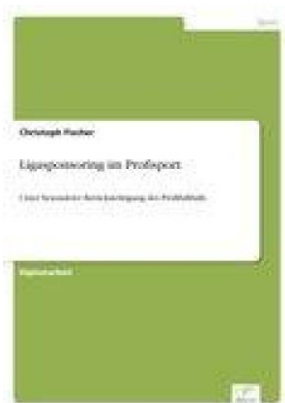 Christoph Fischer
Ligasponsoring im Profisport
Unter besonderer Berücksichtigung des Profifußballs
Diplomarbeit